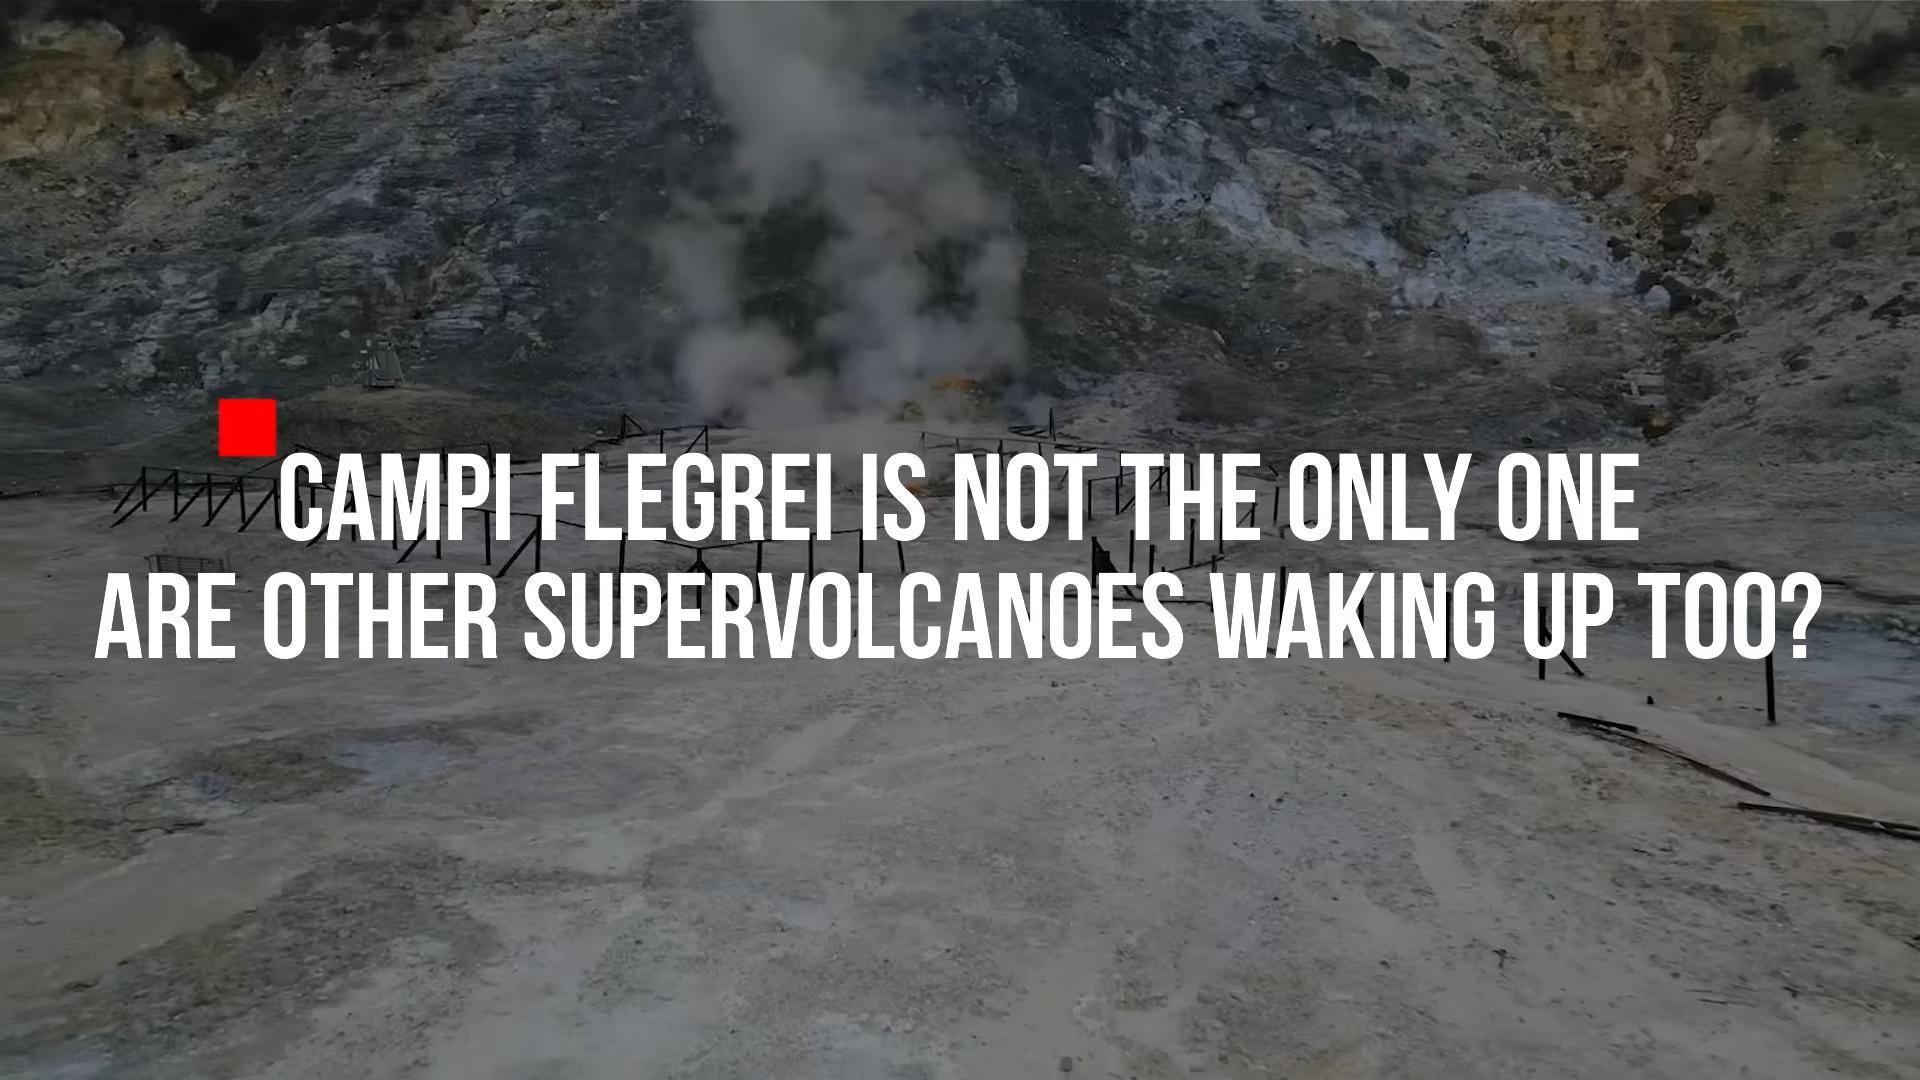 CAMPI FLEGREI IS NOT THE ONLY ONE
ARE OTHER SUPERVOLCANOES WAKING UP TOO?